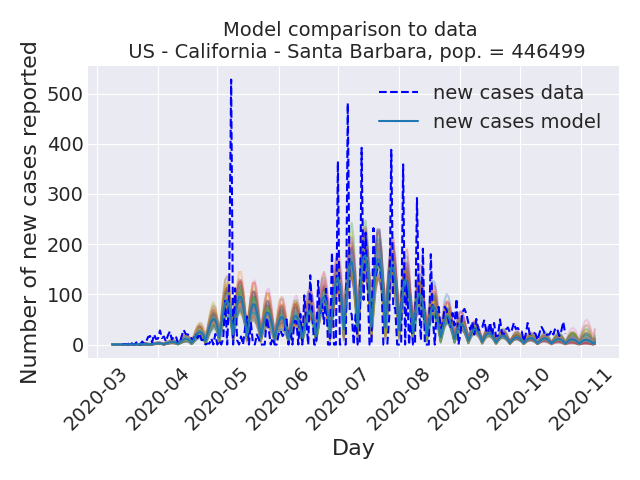 Model comparison to data
US - California - Santa Barbara, pop. = 446499
Number of new cases reported
500
400
300
200
100
0
new cases data
new cases model
2020-03
2020-04
2020-05
2020-06
2020-07
2020-08
2020-09
2020-10
2020-11
Day